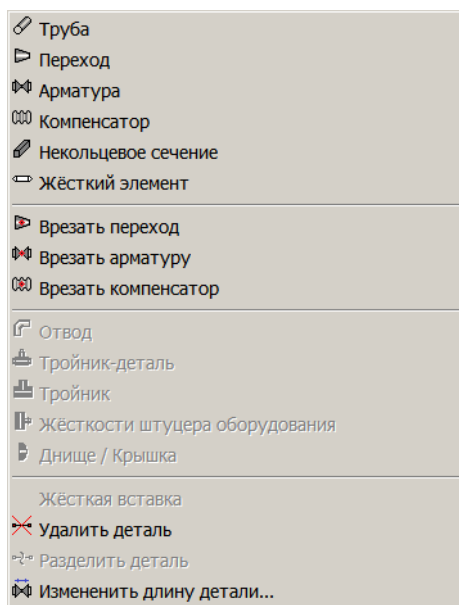 Труба
Переход
Арматура
Компенсатор
Некольцевое сечение
Жёсткий элемент
Врезать переход
Врезать арматуру
Врезать компенсатор
Отвод
Тройник-деталь
Тройник
Жёсткости штуцера оборудования
Днище / Крышка
Жёсткая вставка
Удалить деталь
Разделить деталь
Измененить длину детали...